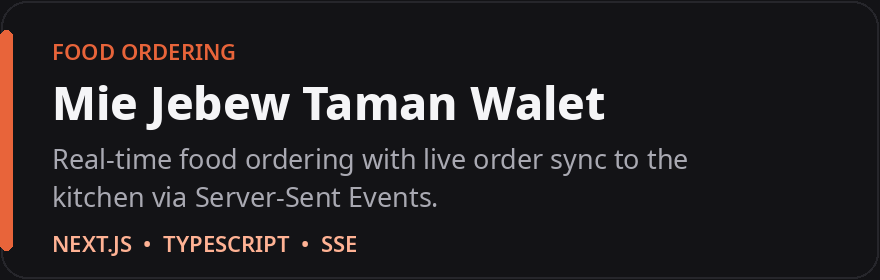 FOOD ORDERING
Mie Jebew Taman Walet
Real-time food ordering with live order sync to the
kitchen via Server-Sent Events.
NEXT.JS • TYPESCRIPT • SSE